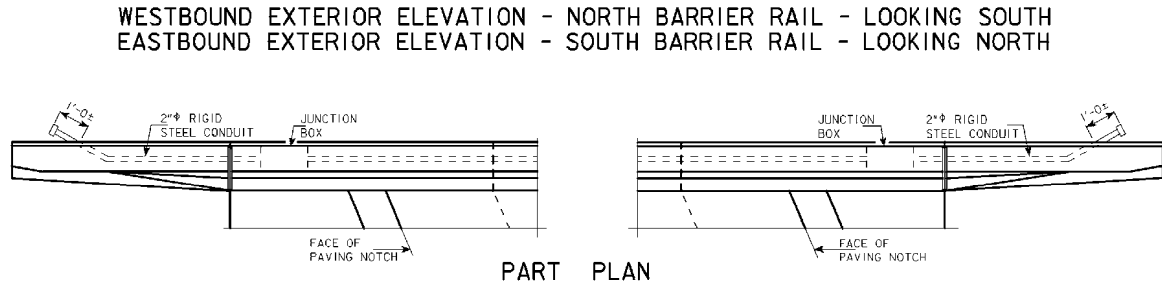 WESTBOUND EXTERIOR ELEVATION - NORTH BARRIER RAIL - LOOKING SOUTH
EASTBOUND EXTERIOR ELEVATION - SOUTH BARRIER RAIL - LOOKING NORTH
1'-0±
2"Φ RIGID
STEEL CONDUIT
JUNCTION
BOX
JUNCTION
BOX
2"Φ RIGID
STEEL CONDUIT
1'-0±
FACE OF
PAVING NOTCH
FACE OF
PAVING NOTCH
PART PLAN